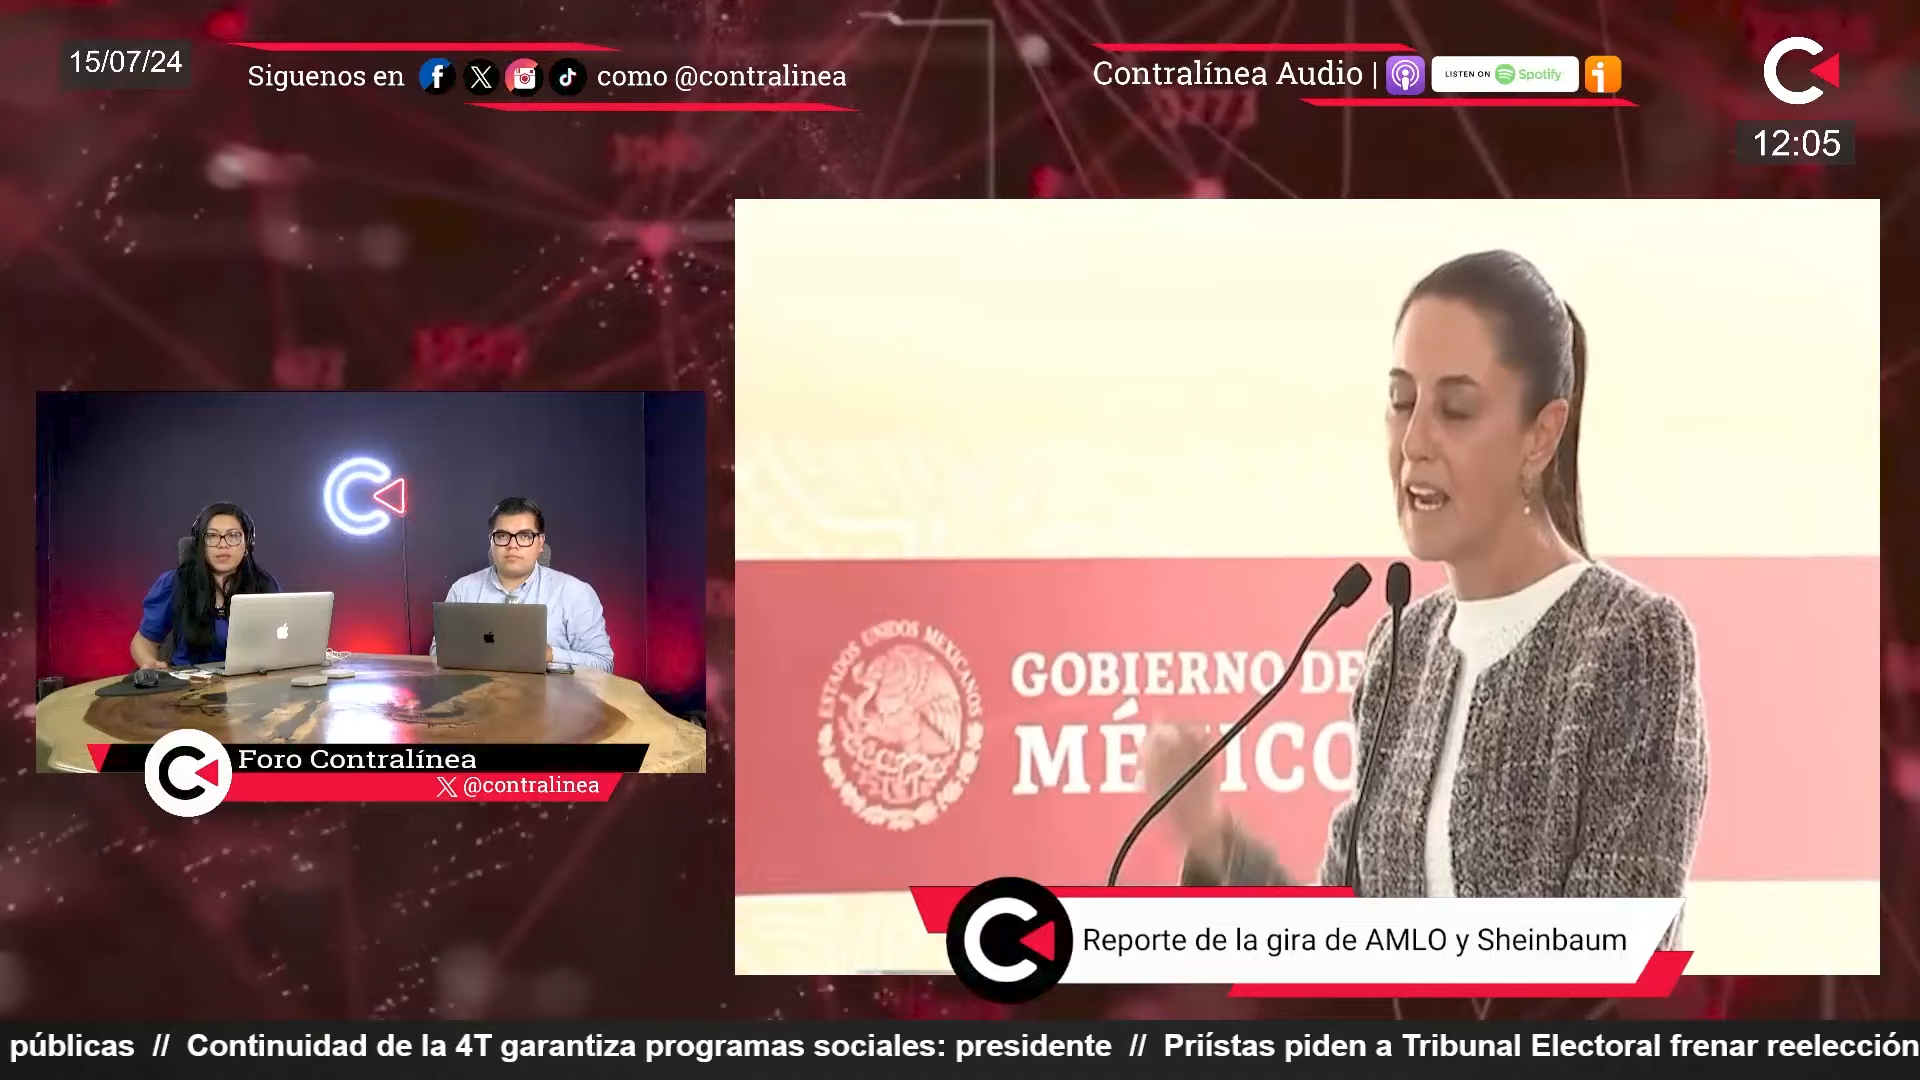 15/07/24
Siguenos en
como @contralinea
Contralínea Audio |
LISTEN ON Spotify
12:05
ESTADOS UNIDOS MEXICANOS
GOBIERNO DE
MÉXICO
Foro Contralínea
@contralinea
Reporte de la gira de AMLO y Sheinbaum
públicas // Continuidad de la 4T garantiza programas sociales: presidente // Priístas piden a Tribunal Electoral frenar reelección